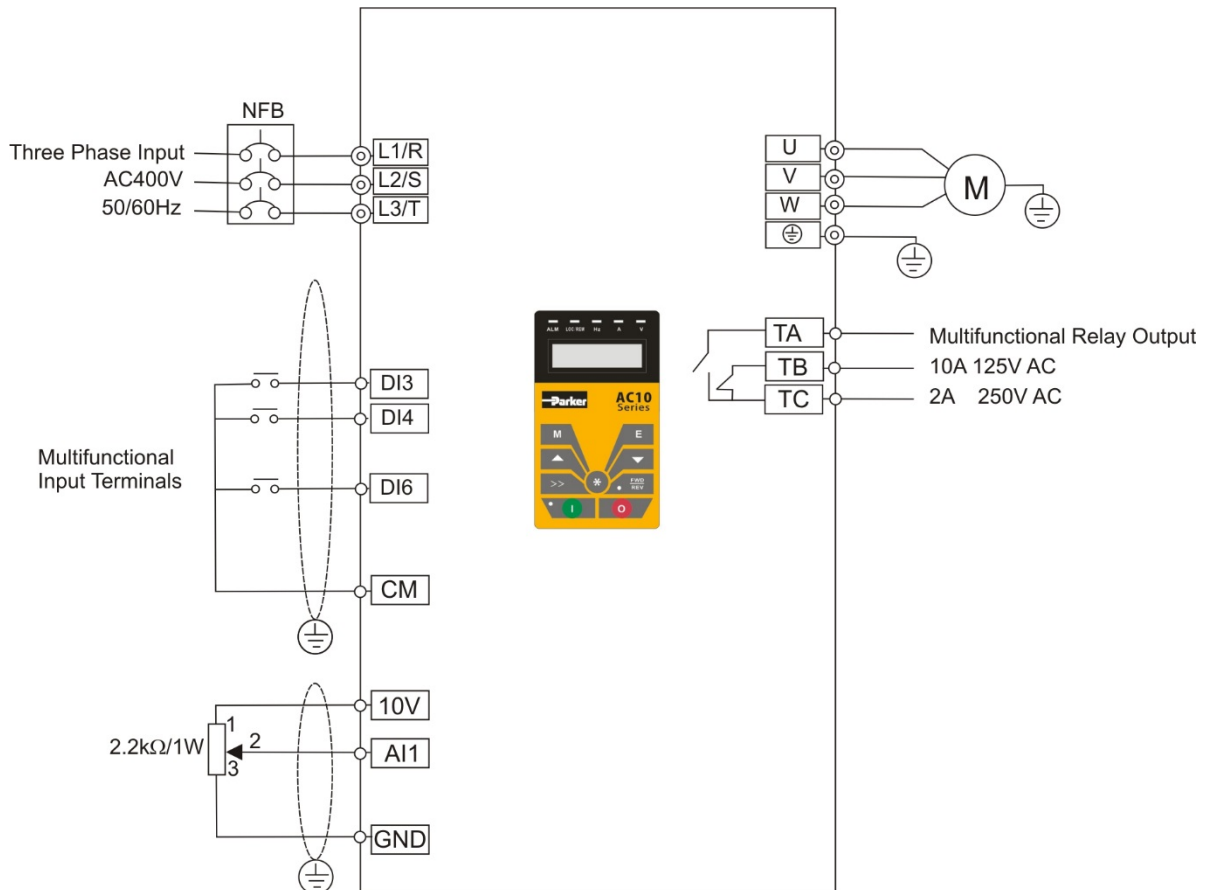 NFB
Three Phase Input
AC400V
50/60Hz
L1/R
L2/S
L3/T
U
V
W
M
Multifunctional
Input Terminals
DI3
DI4
DI6
CM
ALM LOC REM Hz A V
Parker
AC10
Series
M
E
>>
*
FWD
REV
I
O
TA
TB
TC
Multifunctional Relay Output
10A 125V AC
2A 250V AC
2.2kΩ/1W
1
2
3
10V
AI1
GND